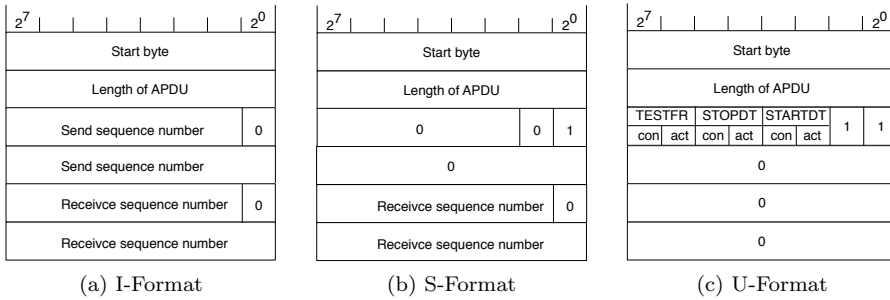 2^7 2^0
Start byte
Length of APDU
Send sequence number 0
Send sequence number
Receivce sequence number 0
Receivce sequence number
(a) I-Format
2^7 2^0
Start byte
Length of APDU
0 0 1
0
Receivce sequence number 0
Receivce sequence number
(b) S-Format
2^7 2^0
Start byte
Length of APDU
TESTFR STOPDT STARTDT 1 1
con act con act con act
0
0
0
(c) U-Format